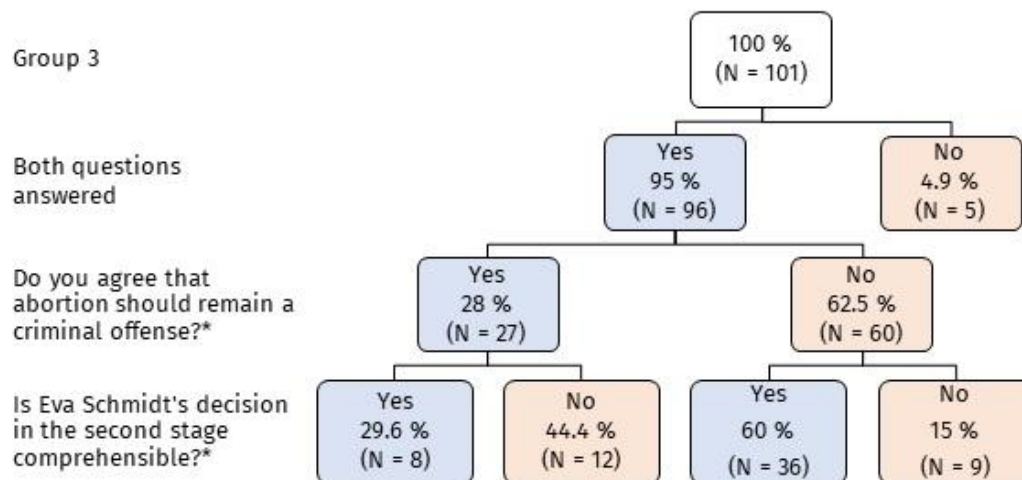 Group 3
100 %
(N = 101)
Both questions
answered
Yes
95 %
(N = 96)
No
4.9 %
(N = 5)
Do you agree that
abortion should remain a
criminal offense?*
Yes
28 %
(N = 27)
No
62.5 %
(N = 60)
Is Eva Schmidt's decision
in the second stage
comprehensible?*
Yes
29.6 %
(N = 8)
No
44.4 %
(N = 12)
Yes
60 %
(N = 36)
No
15 %
(N = 9)